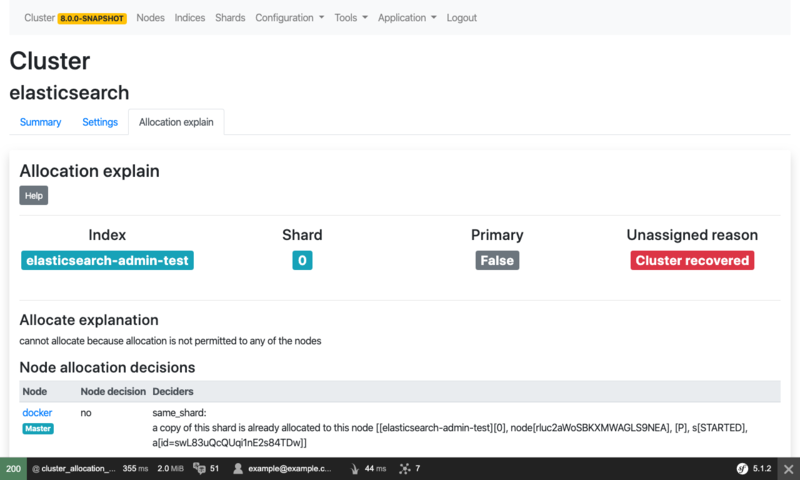 Cluster 8.0.0-SNAPSHOT Nodes Indices Shards Configuration Tools Application Logout
Cluster
elasticsearch
Summary Settings Allocation explain
Allocation explain
Help
Index Shard Primary Unassigned reason
elasticsearch-admin-test 0 False Cluster recovered
Allocate explanation
cannot allocate because allocation is not permitted to any of the nodes
Node allocation decisions
Node Node decision Deciders
docker no same_shard:
Master a copy of this shard is already allocated to this node [[elasticsearch-admin-test][0], node[rluc2aWoSBKXMWAGLS9NEA], [P], s[STARTED],
a[id=swL83uQcQUqi1nE2s84TDw]]
200 @ cluster_allocation_... 355 ms 2.0 MiB 51 example@example.c... 44 ms 7 sf 5.1.2